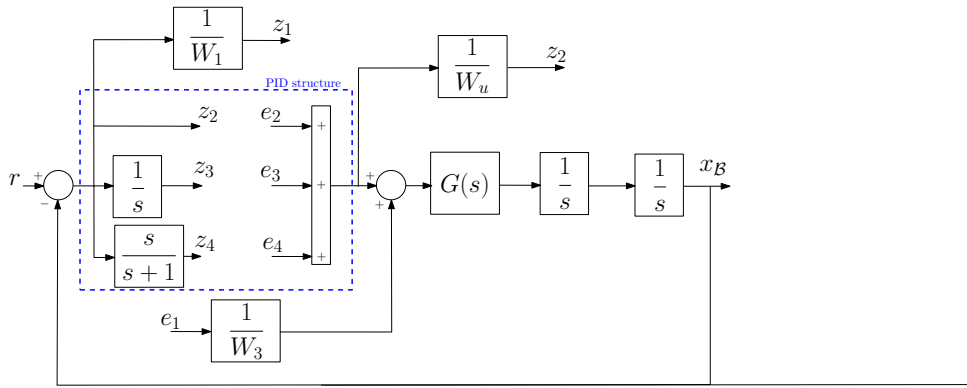 1
W₁
z₁
1
Wᵤ
z₂
PID structure
z₂
e₂
+
r
+
−
1
s
z₃
e₃
+
+
+
G(s)
1
s
1
s
x_ℬ
s
s + 1
z₄
e₄
+
e₁
1
W₃